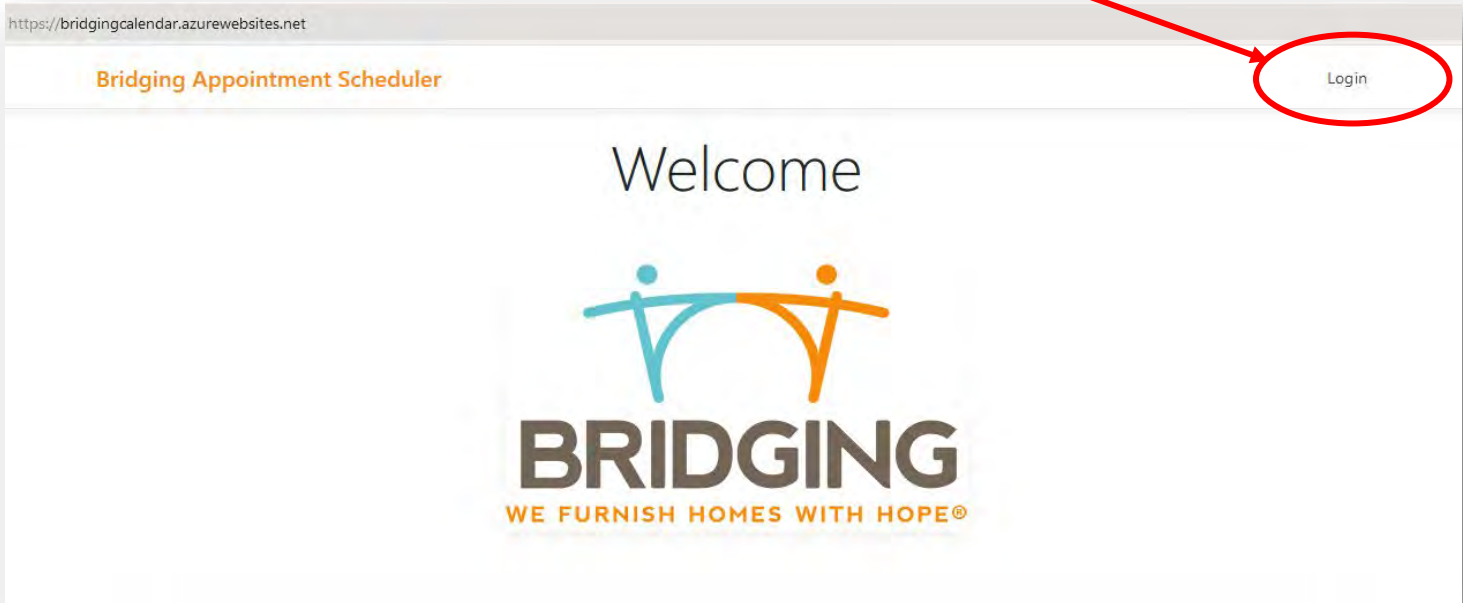 https://bridgingcalendar.azurewebsites.net
Bridging Appointment Scheduler
Login
Welcome
BRIDGING
WE FURNISH HOMES WITH HOPE®